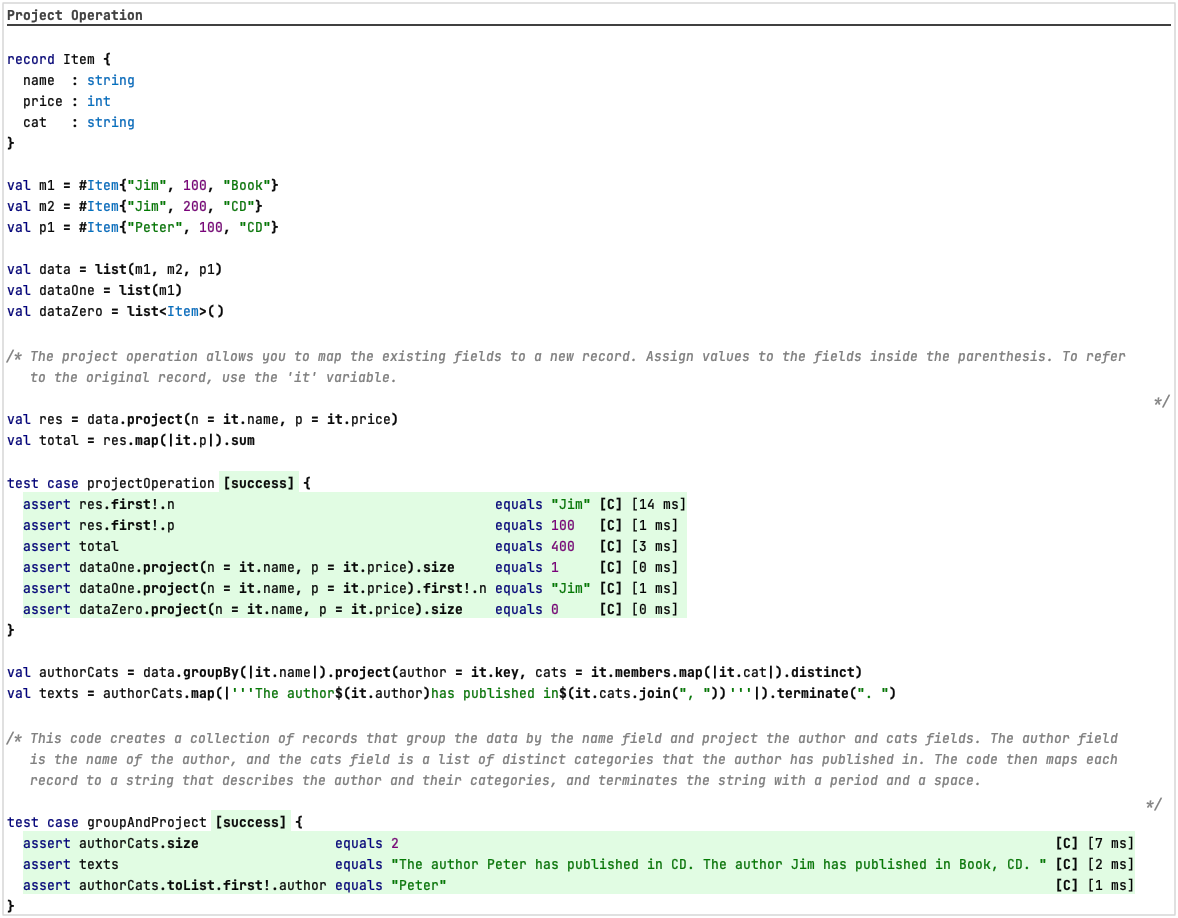 Project Operation
record Item {
  name  : string
  price : int
  cat   : string
}
val m1 = #Item{"Jim", 100, "Book"}
val m2 = #Item{"Jim", 200, "CD"}
val p1 = #Item{"Peter", 100, "CD"}
val data = list(m1, m2, p1)
val dataOne = list(m1)
val dataZero = list<Item>()
/* The project operation allows you to map the existing fields to a new record. Assign values to the fields inside the parenthesis. To refer
   to the original record, use the 'it' variable.
*/
val res = data.project(n = it.name, p = it.price)
val total = res.map(|it.p|).sum
test case projectOperation [success] {
  assert res.first!.n                                        equals "Jim" [C] [14 ms]
  assert res.first!.p                                        equals 100   [C] [1 ms]
  assert total                                               equals 400   [C] [3 ms]
  assert dataOne.project(n = it.name, p = it.price).size     equals 1     [C] [0 ms]
  assert dataOne.project(n = it.name, p = it.price).first!.n equals "Jim" [C] [1 ms]
  assert dataZero.project(n = it.name, p = it.price).size    equals 0     [C] [0 ms]
}
val authorCats = data.groupBy(|it.name|).project(author = it.key, cats = it.members.map(|it.cat|).distinct)
val texts = authorCats.map(|'''The author$(it.author)has published in$(it.cats.join(", "))'''|).terminate(". ")
/* This code creates a collection of records that group the data by the name field and project the author and cats fields. The author field
   is the name of the author, and the cats field is a list of distinct categories that the author has published in. The code then maps each
   record to a string that describes the author and their categories, and terminates the string with a period and a space.
*/
test case groupAndProject [success] {
  assert authorCats.size                equals 2                                                                                  [C] [7 ms]
  assert texts                          equals "The author Peter has published in CD. The author Jim has published in Book, CD. " [C] [2 ms]
  assert authorCats.toList.first!.author equals "Peter"                                                                            [C] [1 ms]
}